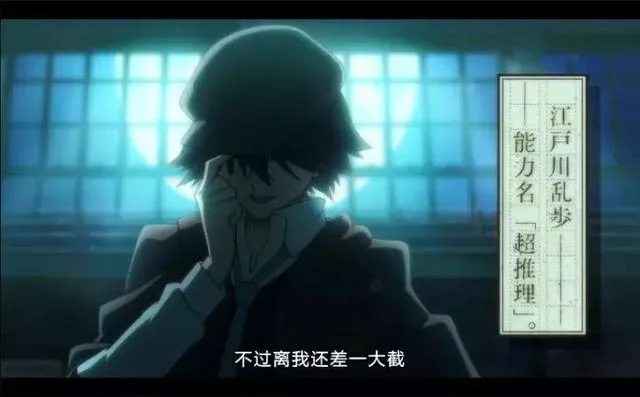 江戸川乱歩――――
――能力名「超推理」。
不过离我还差一大截